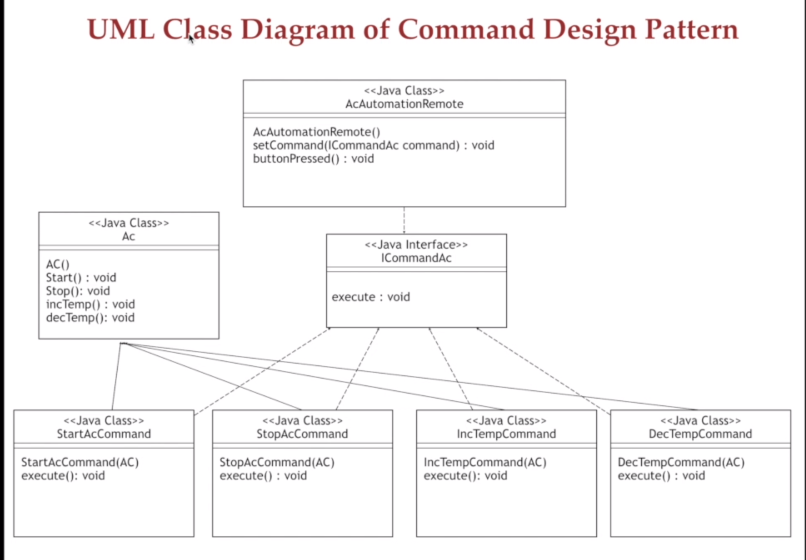 UML Class Diagram of Command Design Pattern
<<Java Class>>
AcAutomationRemote
AcAutomationRemote()
setCommand(ICommandAc command) : void
buttonPressed() : void
<<Java Class>>
Ac
AC()
Start() : void
Stop(): void
incTemp() : void
decTemp(): void
<<Java Interface>>
ICommandAc
execute : void
<<Java Class>>
StartAcCommand
StartAcCommand(AC)
execute(): void
<<Java Class>>
StopAcCommand
StopAcCommand(AC)
execute() : void
<<Java Class>>
IncTempCommand
IncTempCommand(AC)
execute(): void
<<Java Class>>
DecTempCommand
DecTempCommand(AC)
execute() : void